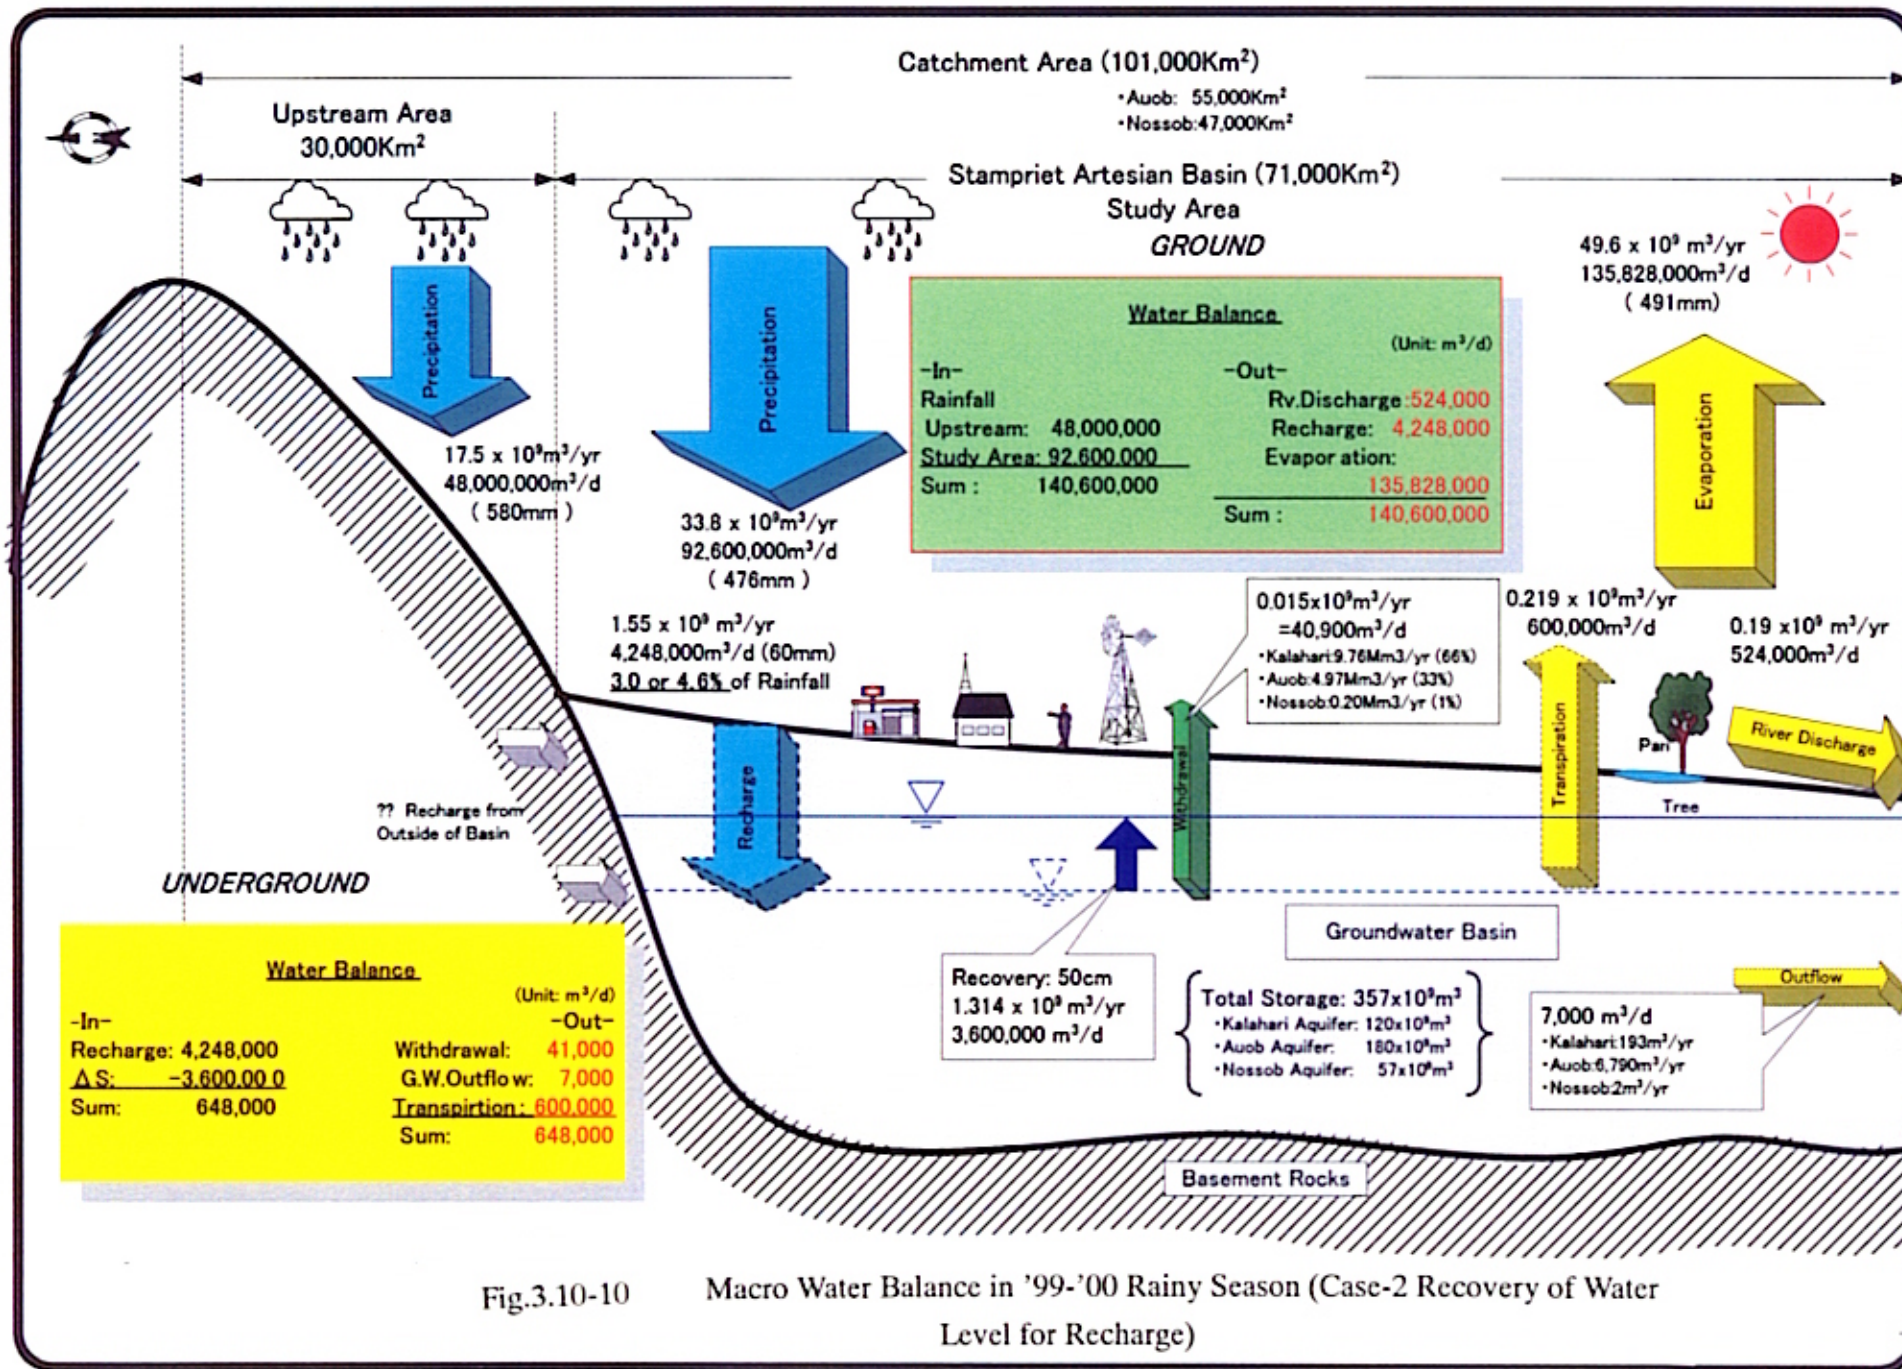 Catchment Area (101,000Km²)
・Auob: 55,000Km²
・Nossob:47,000Km²
Upstream Area
30,000Km²
Stampriet Artesian Basin (71,000Km²)
Study Area
GROUND
49.6 x 10⁹ m³/yr
135,828,000m³/d
( 491mm)
Precipitation
Precipitation
Evaporation
Water Balance
(Unit: m³/d)
-In-
-Out-
Rainfall
Rv.Discharge:524,000
Upstream: 48,000,000
Recharge: 4,248,000
Study Area: 92.600.000
Evapor ation:
135,828,000
Sum : 140,600,000
Sum : 140,600,000
17.5 x 10⁹m³/yr
48,000,000m³/d
( 580mm )
33.8 x 10⁹m³/yr
92,600,000m³/d
( 476mm )
1.55 x 10⁹ m³/yr
4,248,000m³/d (60mm)
3.0 or 4.6% of Rainfall
0.015x10⁹m³/yr
=40,900m³/d
・Kalahari:9.76Mm3/yr (66%)
・Auob:4.97Mm3/yr (33%)
・Nossob:0.20Mm3/yr (1%)
0.219 x 10⁹m³/yr
600,000m³/d
0.19 x10⁹ m³/yr
524,000m³/d
Recharge
Withdrawal
Transpiration
Pan
Tree
River Discharge
?? Recharge from
Outside of Basin
UNDERGROUND
Groundwater Basin
Recovery: 50cm
1.314 x 10⁹ m³/yr
3,600,000 m³/d
Total Storage: 357x10⁹m³
・Kalahari Aquifer: 120x10⁹m³
・Auob Aquifer: 180x10⁹m³
・Nossob Aquifer: 57x10⁹m³
Outflow
7,000 m³/d
・Kalahari:193m³/yr
・Auob:6,790m³/yr
・Nossob:2m³/yr
Water Balance
(Unit: m³/d)
-In-
-Out-
Recharge: 4,248,000
Withdrawal: 41,000
ΔS: -3.600.00 0
G.W.Outflo w: 7,000
Sum: 648,000
Transpirtion: 600.000
Sum: 648,000
Basement Rocks
Fig.3.10-10 Macro Water Balance in '99-'00 Rainy Season (Case-2 Recovery of Water
Level for Recharge)